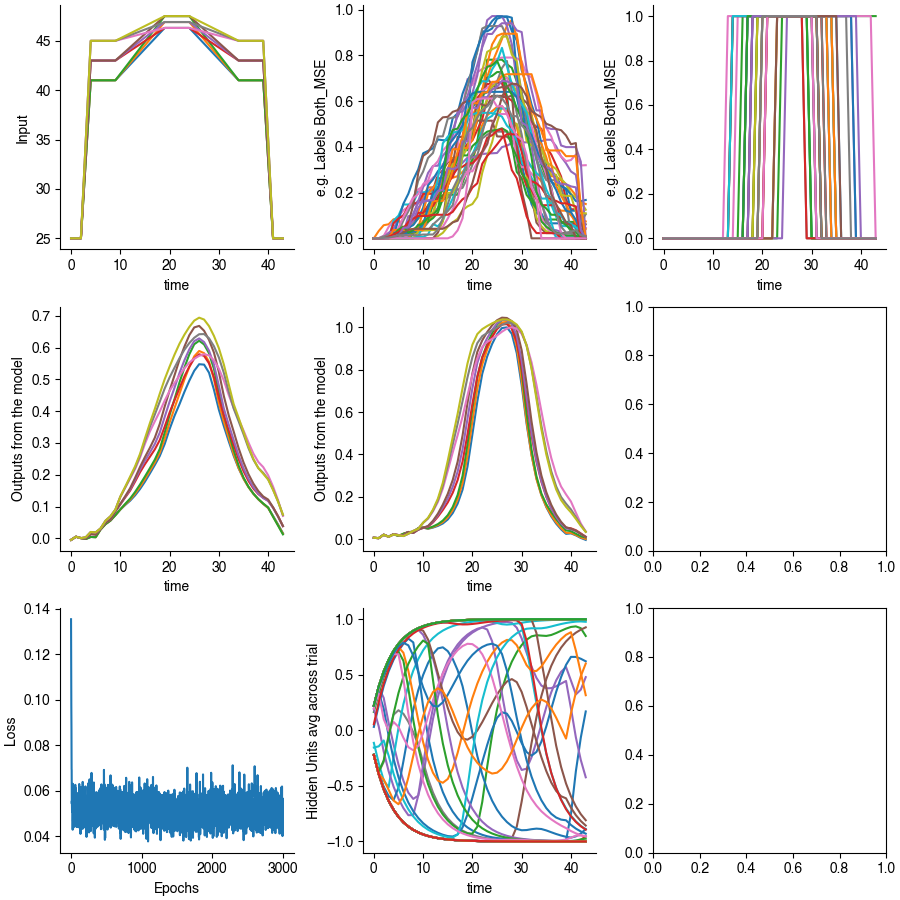 45
40
35
30
25
Input
0 10 20 30 40
time
1.0
0.8
0.6
0.4
0.2
0.0
e.g. Labels Both_MSE
0 10 20 30 40
time
1.0
0.8
0.6
0.4
0.2
0.0
e.g. Labels Both_MSE
0 10 20 30 40
time
0.7
0.6
0.5
0.4
0.3
0.2
0.1
0.0
Outputs from the model
0 10 20 30 40
time
1.0
0.8
0.6
0.4
0.2
0.0
Outputs from the model
0 10 20 30 40
time
1.0
0.8
0.6
0.4
0.2
0.0
0.0 0.2 0.4 0.6 0.8 1.0
0.14
0.12
0.10
0.08
0.06
0.04
Loss
0 1000 2000 3000
Epochs
1.0
0.5
0.0
−0.5
−1.0
Hidden Units avg across trial
0 10 20 30 40
time
1.0
0.8
0.6
0.4
0.2
0.0
0.0 0.2 0.4 0.6 0.8 1.0